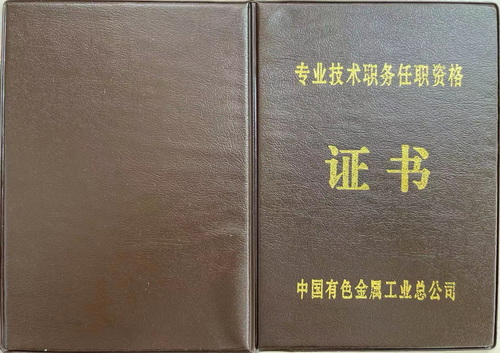 专业技术职务任职资格
证书
中国有色金属工业总公司